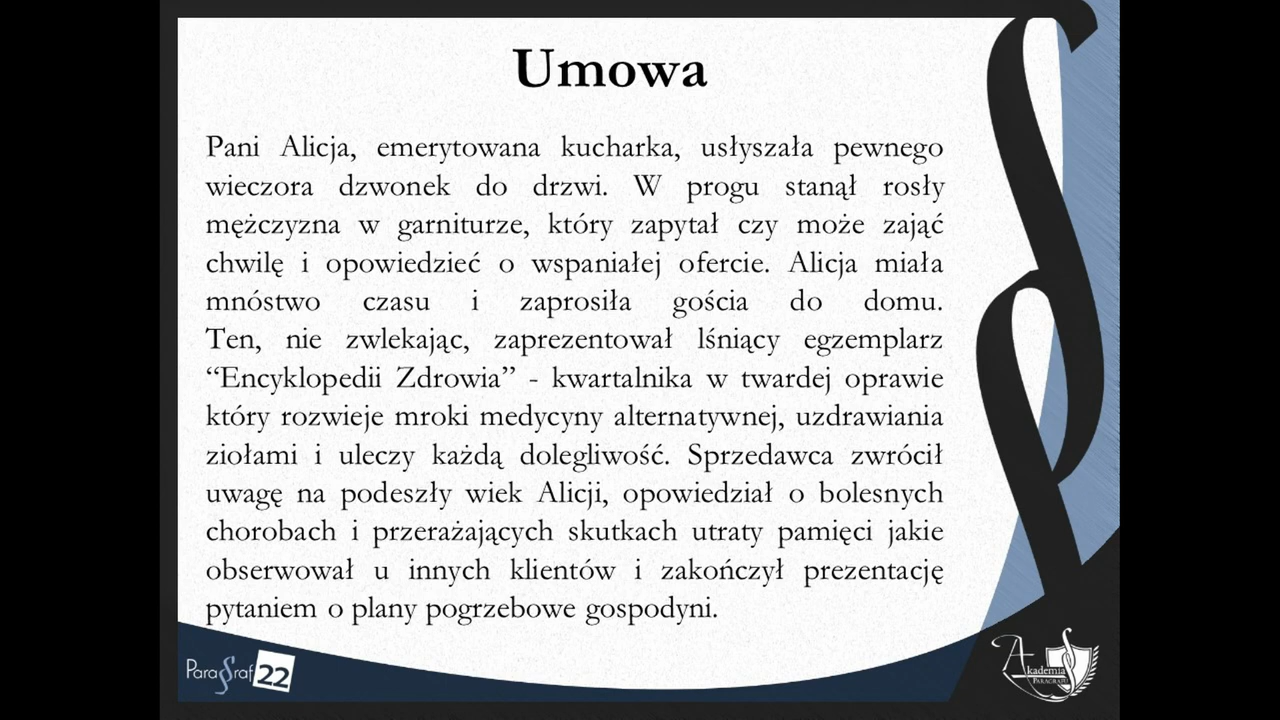 Umowa
Pani Alicja, emerytowana kucharka, usłyszała pewnego
wieczora dzwonek do drzwi. W progu stanął rosły
mężczyzna w garniturze, który zapytał czy może zająć
chwilę i opowiedzieć o wspaniałej ofercie. Alicja miała
mnóstwo czasu i zaprosiła gościa do domu.
Ten, nie zwlekając, zaprezentował lśniący egzemplarz
“Encyklopedii Zdrowia” - kwartalnika w twardej oprawie
który rozwieje mroki medycyny alternatywnej, uzdrawiania
ziołami i uleczy każdą dolegliwość. Sprzedawca zwrócił
uwagę na podeszły wiek Alicji, opowiedział o bolesnych
chorobach i przerażających skutkach utraty pamięci jakie
obserwował u innych klientów i zakończył prezentację
pytaniem o plany pogrzebowe gospodyni.
Para§raf 22
Akademia
Paragrafu